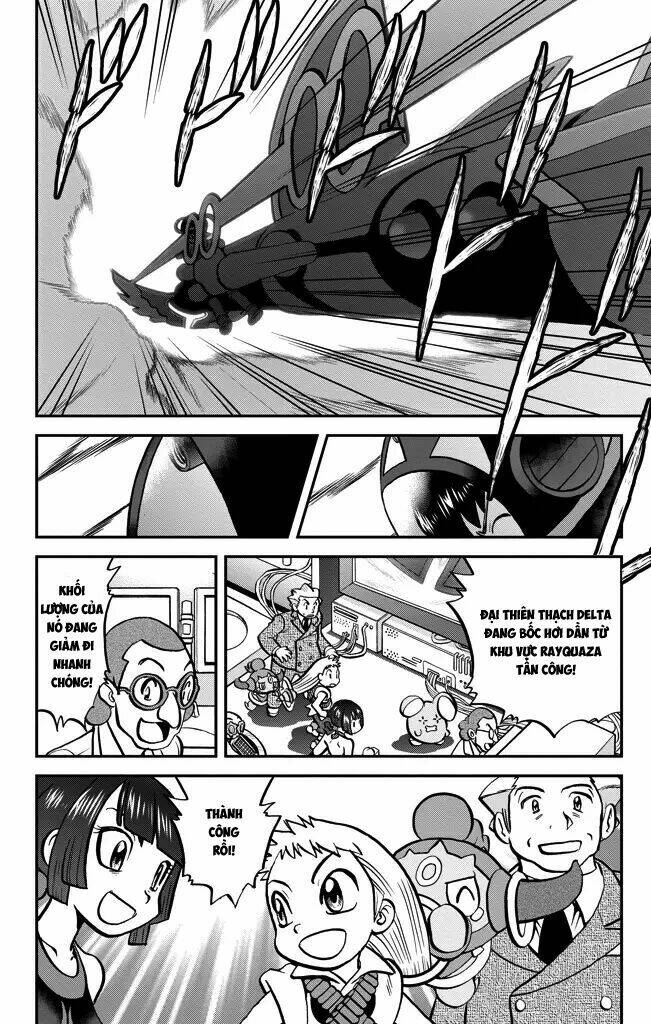 ĐẠI THIÊN THẠCH DELTA
ĐANG BỐC HƠI DẦN TỪ
KHU VỰC RAYQUAZA
TẤN CÔNG!
KHỐI
LƯỢNG CỦA
NÓ ĐANG
GIẢM ĐI
NHANH
CHÓNG!
THÀNH
CÔNG
RỒI!